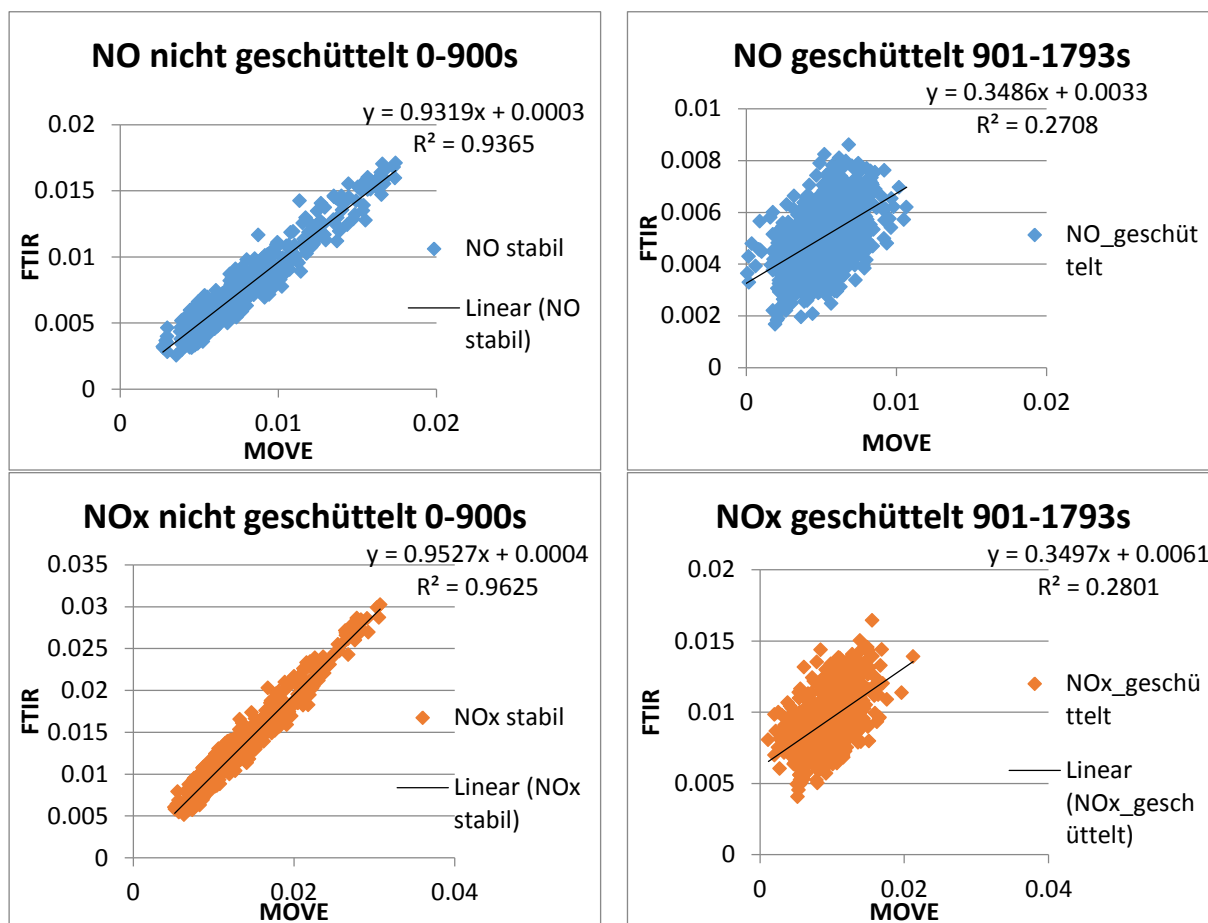 NO nicht geschüttelt 0-900s
y = 0.9319x + 0.0003
R² = 0.9365
0.02
0.015
0.01
0.005
0
FTIR
NO stabil
Linear (NO
stabil)
0
0.01
0.02
MOVE
NO geschüttelt 901-1793s
y = 0.3486x + 0.0033
R² = 0.2708
0.01
0.008
0.006
0.004
0.002
0
FTIR
NO_geschüt
telt
0
0.01
0.02
MOVE
NOx nicht geschüttelt 0-900s
y = 0.9527x + 0.0004
R² = 0.9625
0.035
0.03
0.025
0.02
0.015
0.01
0.005
0
FTIR
NOx stabil
Linear (NOx
stabil)
0
0.02
0.04
MOVE
NOx geschüttelt 901-1793s
y = 0.3497x + 0.0061
R² = 0.2801
0.02
0.015
0.01
0.005
0
FTIR
NOx_geschü
ttelt
Linear
(NOx_gesch
üttelt)
0
0.02
0.04
MOVE